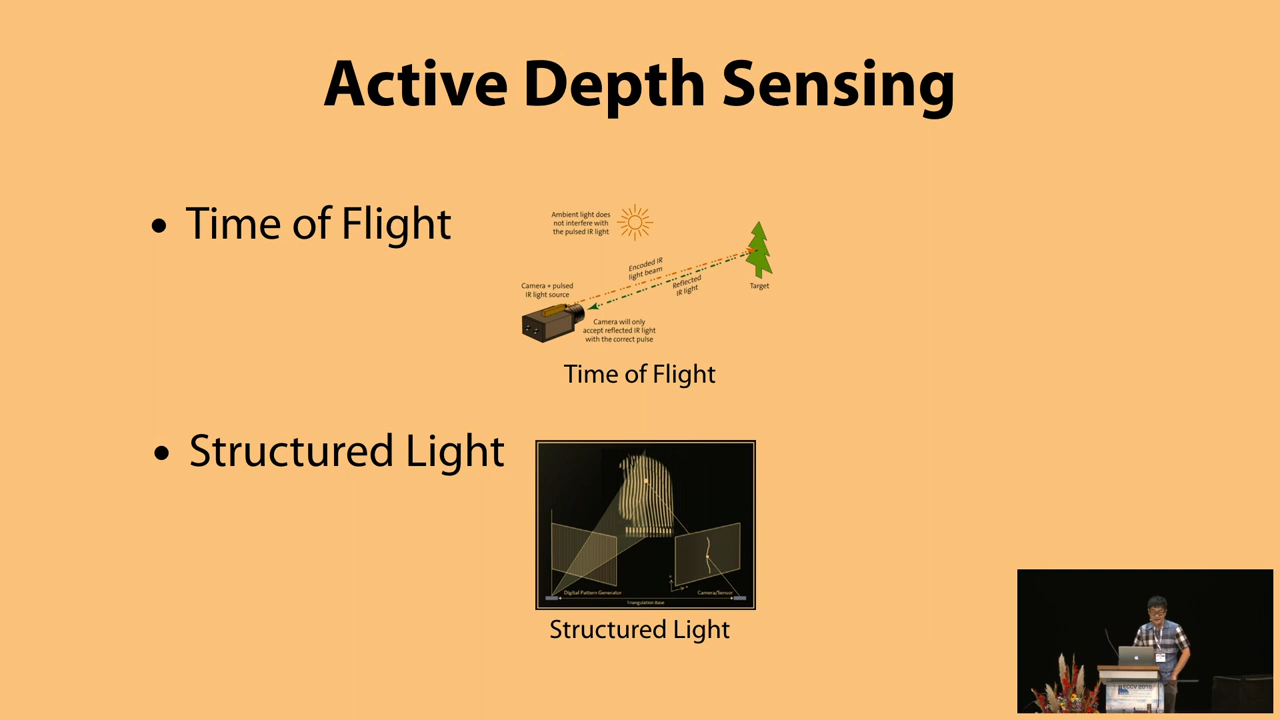 Active Depth Sensing
• Time of Flight
Ambient light does
not interfere with
the pulsed IR light
Encoded IR
light beam
Reflected
IR light
Camera + pulsed
IR light source
Target
Camera will only
accept reflected IR light
with the correct pulse
Time of Flight
• Structured Light
Digital Pattern Generator
Camera/Sensor
Triangulation Base
Structured Light